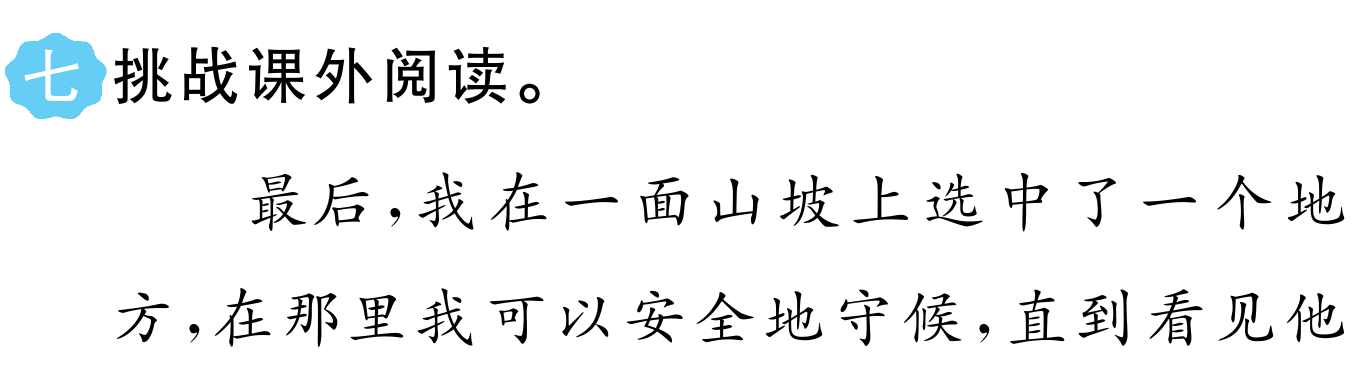 七 挑战课外阅读。
最后,我在一面山坡上选中了一个地
方,在那里我可以安全地守候,直到看见他